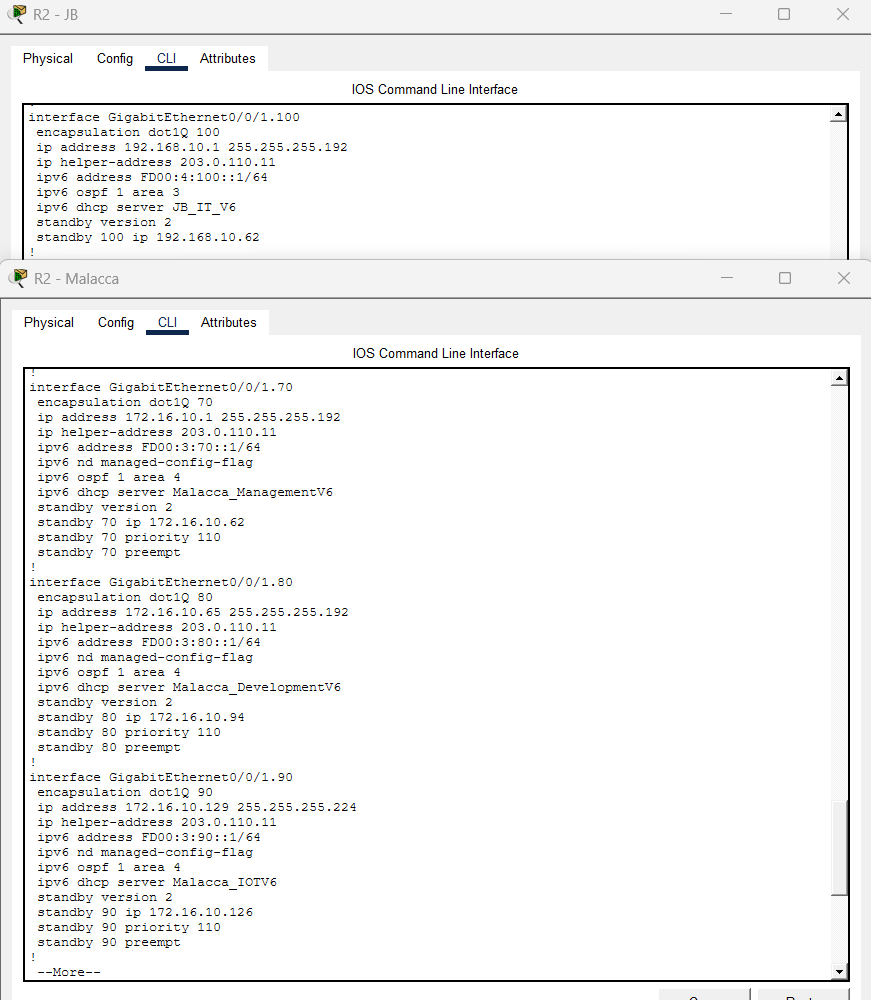 R2 - JB
Physical Config CLI Attributes
IOS Command Line Interface
interface GigabitEthernet0/0/1.100
encapsulation dot1Q 100
ip address 192.168.10.1 255.255.255.192
ip helper-address 203.0.110.11
ipv6 address FD00:4:100::1/64
ipv6 ospf 1 area 3
ipv6 dhcp server JB_IT_V6
standby version 2
standby 100 ip 192.168.10.62
!
R2 - Malacca
Physical Config CLI Attributes
IOS Command Line Interface
!
interface GigabitEthernet0/0/1.70
encapsulation dot1Q 70
ip address 172.16.10.1 255.255.255.192
ip helper-address 203.0.110.11
ipv6 address FD00:3:70::1/64
ipv6 nd managed-config-flag
ipv6 ospf 1 area 4
ipv6 dhcp server Malacca_ManagementV6
standby version 2
standby 70 ip 172.16.10.62
standby 70 priority 110
standby 70 preempt
!
interface GigabitEthernet0/0/1.80
encapsulation dot1Q 80
ip address 172.16.10.65 255.255.255.192
ip helper-address 203.0.110.11
ipv6 address FD00:3:80::1/64
ipv6 nd managed-config-flag
ipv6 ospf 1 area 4
ipv6 dhcp server Malacca_DevelopmentV6
standby version 2
standby 80 ip 172.16.10.94
standby 80 priority 110
standby 80 preempt
!
interface GigabitEthernet0/0/1.90
encapsulation dot1Q 90
ip address 172.16.10.129 255.255.255.224
ip helper-address 203.0.110.11
ipv6 address FD00:3:90::1/64
ipv6 nd managed-config-flag
ipv6 ospf 1 area 4
ipv6 dhcp server Malacca_IOTV6
standby version 2
standby 90 ip 172.16.10.126
standby 90 priority 110
standby 90 preempt
!
--More--